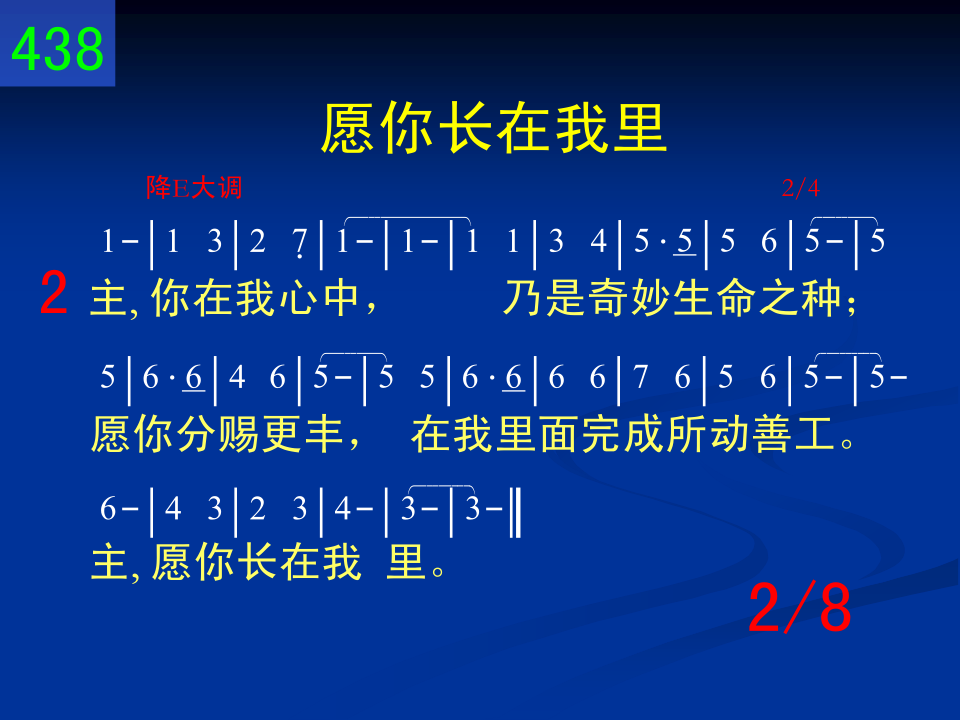 438
愿你长在我里
降E大调 2/4
1-|1 3|2 7̣|1-|1-|1 1|3 4|5·5|5 6|5-|5
2 主, 你在我心中， 乃是奇妙生命之种；
5|6·6|4 6|5-|5 5|6·6|6 6|7 6|5 6|5-|5-
愿你分赐更丰， 在我里面完成所动善工。
6-|4 3|2 3|4-|3-|3-‖
主, 愿你长在我 里。
2/8